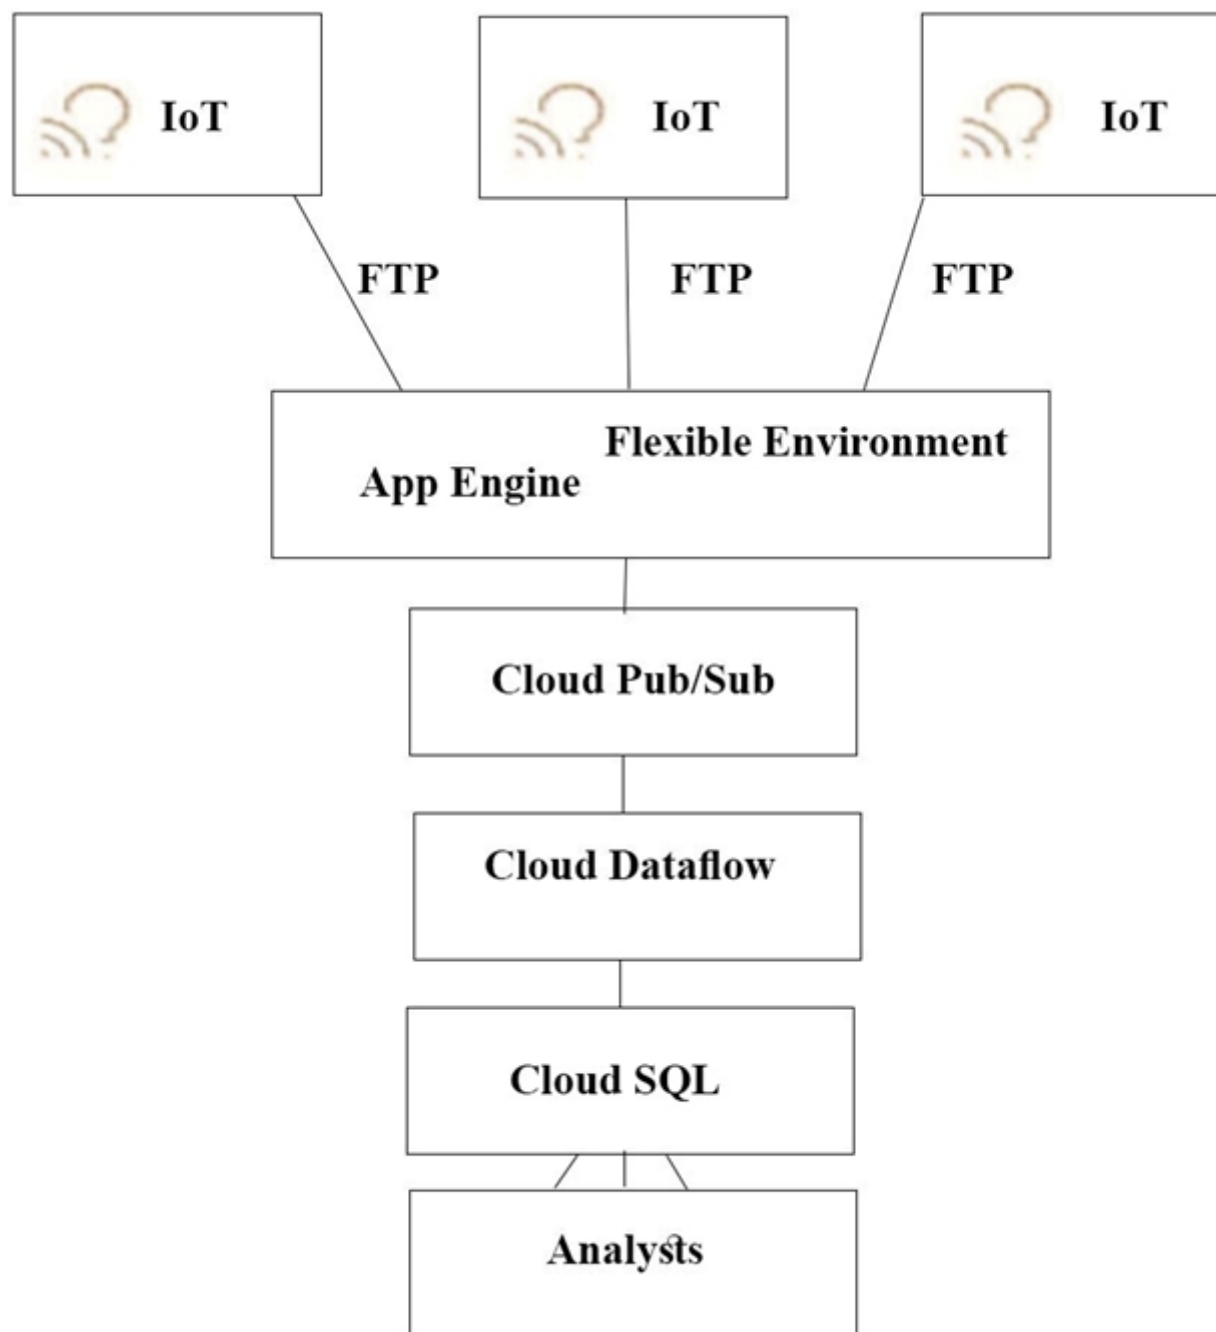 IoT
IoT
IoT
FTP
FTP
FTP
Flexible Environment
App Engine
Cloud Pub/Sub
Cloud Dataflow
Cloud SQL
Analysts